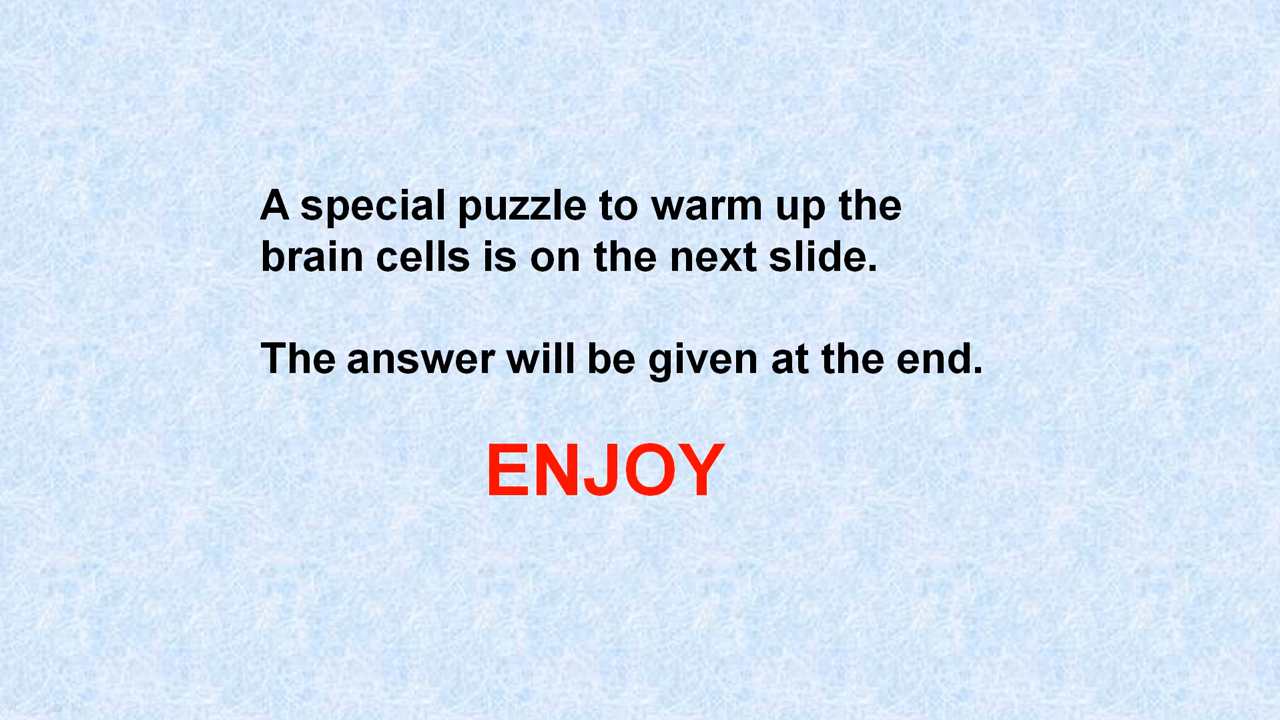 A special puzzle to warm up the
brain cells is on the next slide.
The answer will be given at the end.
ENJOY